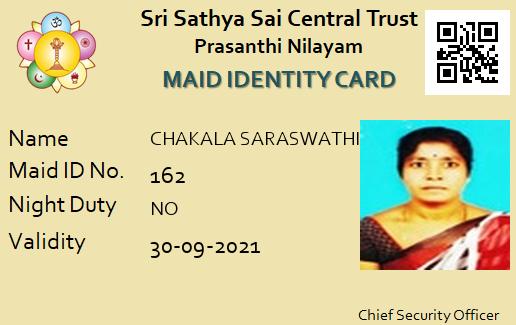 Sri Sathya Sai Central Trust
Prasanthi Nilayam
MAID IDENTITY CARD
Name CHAKALA SARASWATHI
Maid ID No. 162
Night Duty NO
Validity 30-09-2021
Chief Security Officer